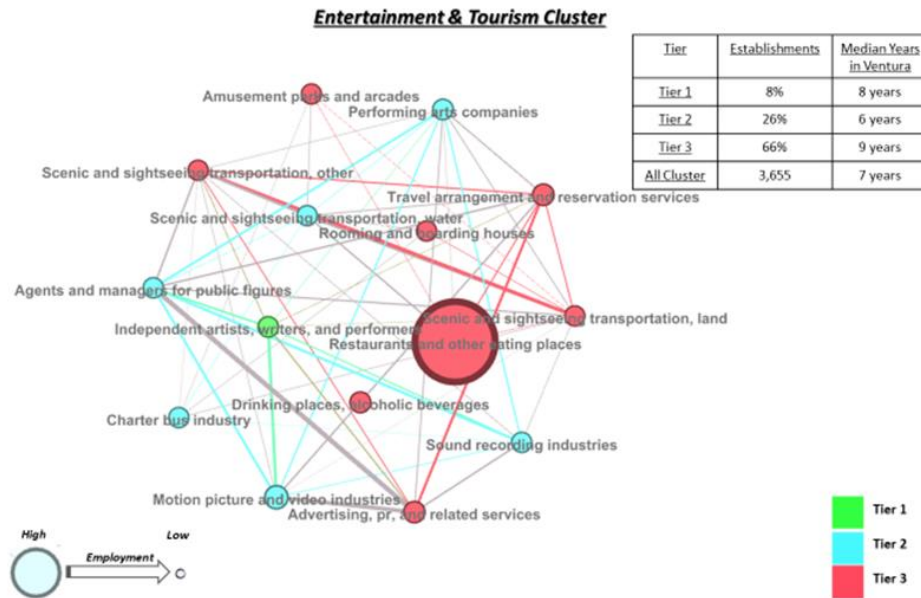 Entertainment & Tourism Cluster
Tier Establishments Median Years
in Ventura
Tier 1 8% 8 years
Tier 2 26% 6 years
Tier 3 66% 9 years
All Cluster 3,655 7 years
Amusement parks and arcades
Performing arts companies
Scenic and sightseeing transportation, other
Travel arrangement and reservation services
Scenic and sightseeing transportation, water
Rooming and boarding houses
Agents and managers for public figures
Scenic and sightseeing transportation, land
Independent artists, writers, and performers
Restaurants and other eating places
Drinking places, alcoholic beverages
Charter bus industry
Sound recording industries
Motion picture and video industries
Advertising, pr, and related services
High
Low
Employment
Tier 1
Tier 2
Tier 3